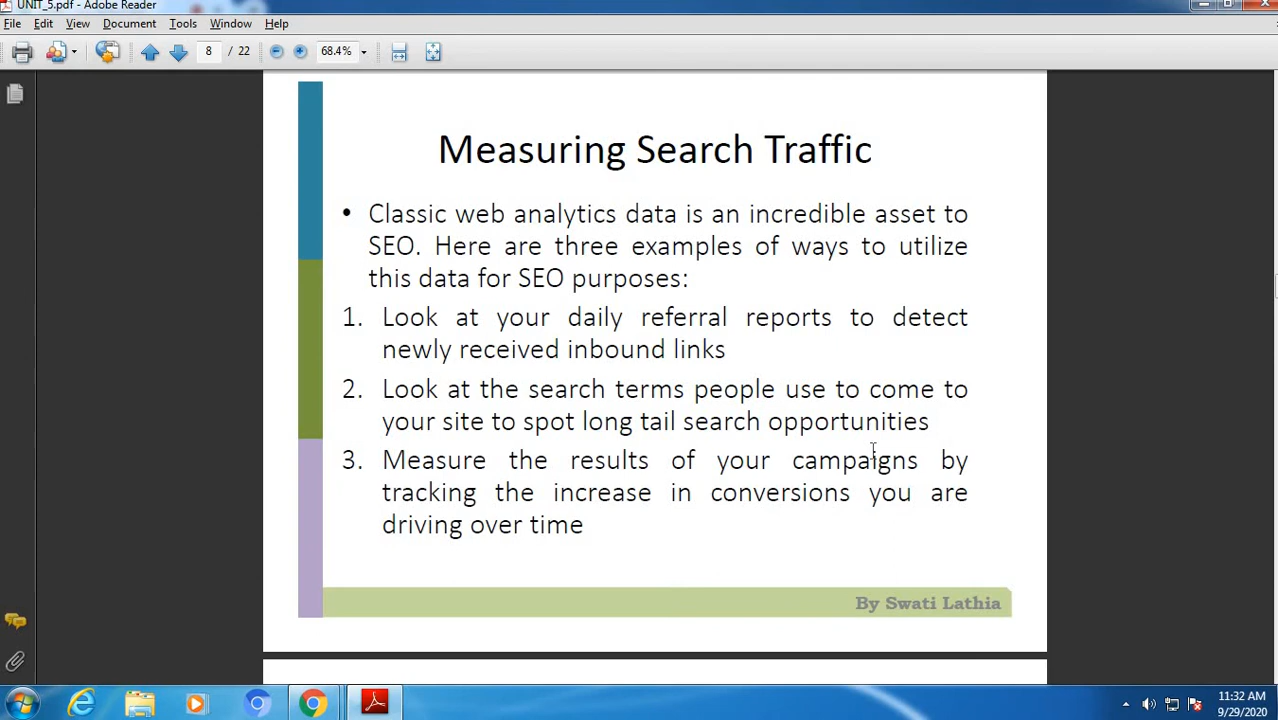 UNIT_5.pdf - Adobe Reader
File Edit View Document Tools Window Help
8 / 22 68.4%
Measuring Search Traffic
• Classic web analytics data is an incredible asset to
SEO. Here are three examples of ways to utilize
this data for SEO purposes:
1. Look at your daily referral reports to detect
newly received inbound links
2. Look at the search terms people use to come to
your site to spot long tail search opportunities
3. Measure the results of your campaigns by
tracking the increase in conversions you are
driving over time
By Swati Lathia
11:32 AM
9/29/2020